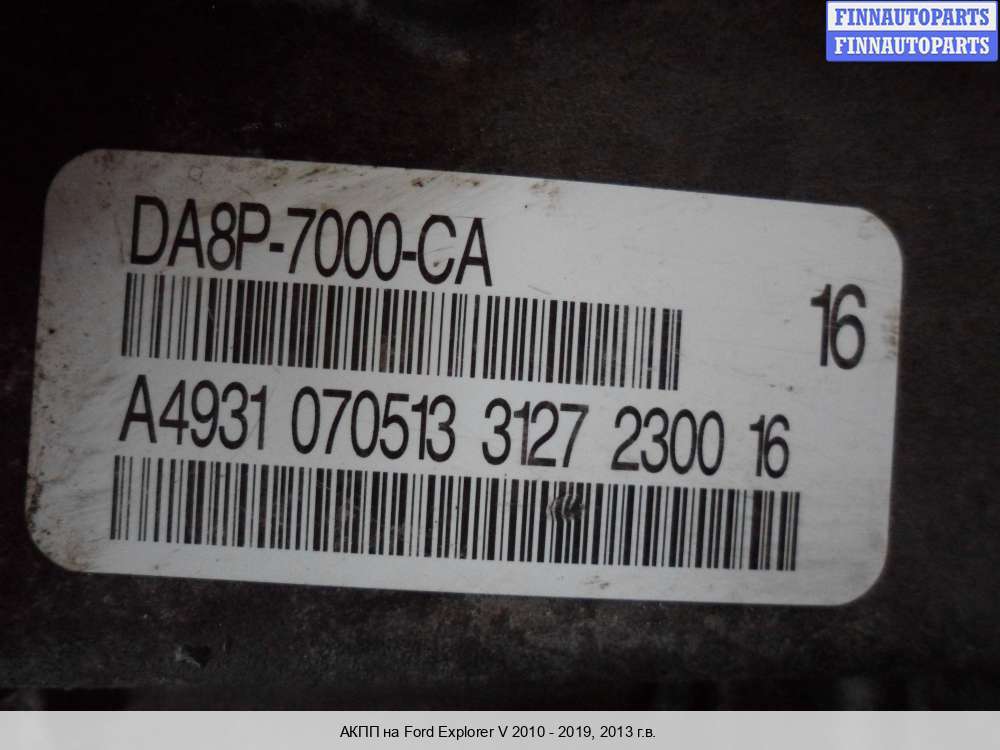 FINNAUTOPARTS
FINNAUTOPARTS
DA8P-7000-CA
16
A4931 070513 3127 2300 16
АКПП на Ford Explorer V 2010 - 2019, 2013 г.в.